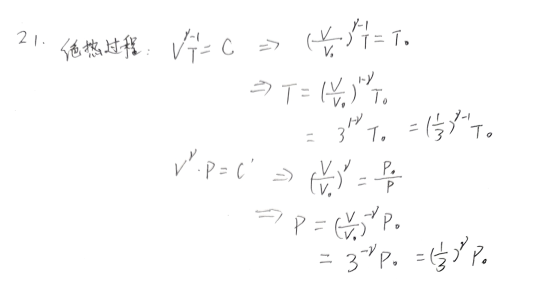 21. 绝热过程: V^{γ-1}T = C ⇒ (V/V₀)^{γ-1}T = T₀
⇒ T = (V/V₀)^{1-γ}T₀
= 3^{1-γ}T₀ = (1/3)^{γ-1}T₀
V^γ·P = C' ⇒ (V/V₀)^γ = P₀/P
⇒ P = (V/V₀)^{-γ}P₀
= 3^{-γ}P₀ = (1/3)^γ P₀